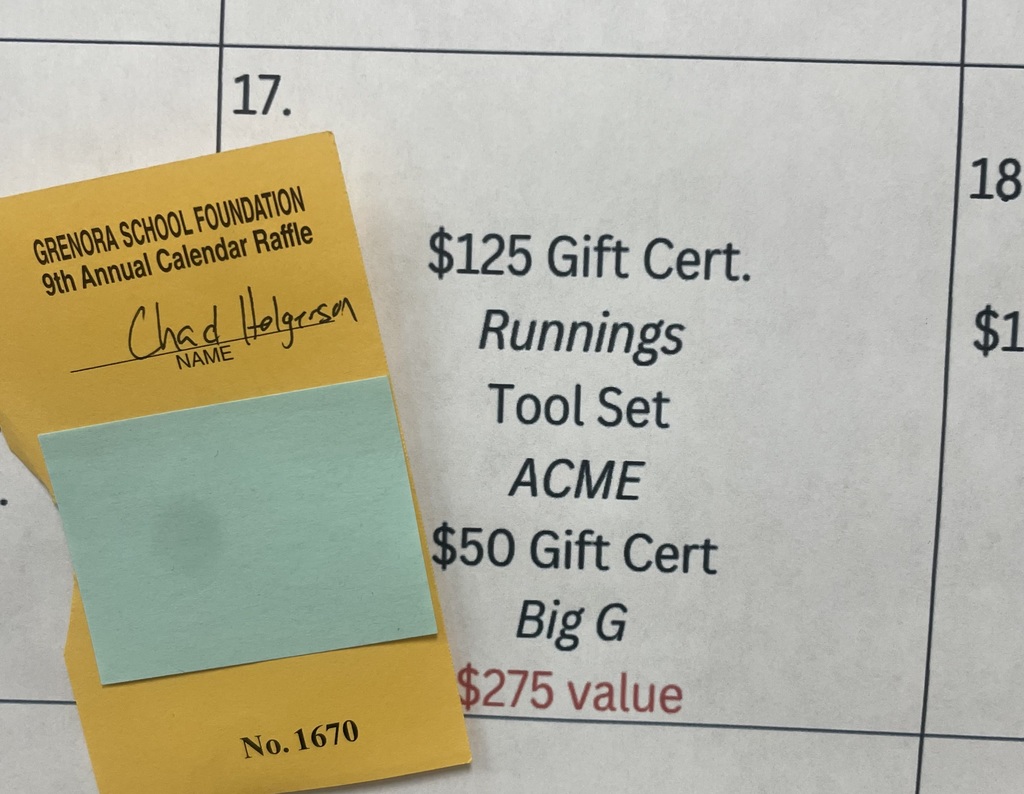 17.
GRENORA SCHOOL FOUNDATION
9th Annual Calendar Raffle
Chad Holgerson
NAME
No. 1670
$125 Gift Cert.
Runnings
Tool Set
ACME
$50 Gift Cert
Big G
$275 value
18
$1